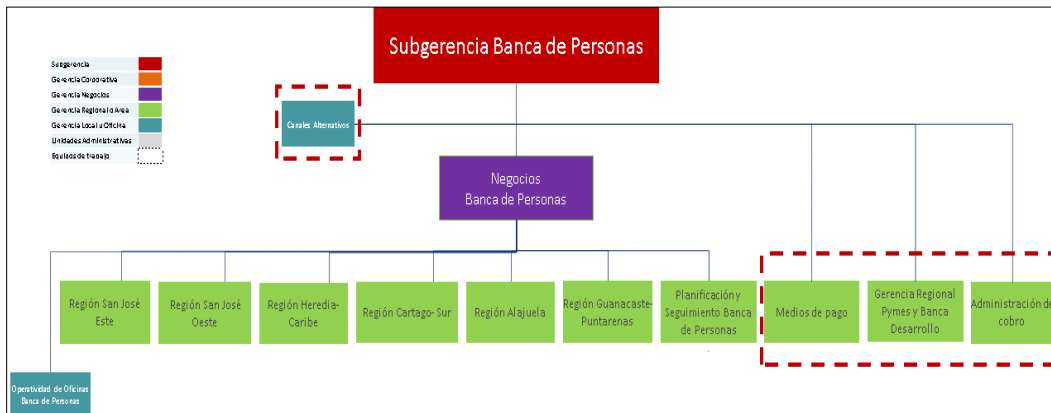 Subgerencia Banca de Personas
Subgerencia
Gerencia Corporativa
Gerencia Negocios
Gerencia Regional o Area
Gerencia Local u Oficina
Unidades Administrativas
Equipos de trabajo
Canales Alternativos
Negocios
Banca de Personas
Región San José
Este
Región San José
Oeste
Región Heredia-
Caribe
Región Cartago- Sur
Región Alajuela
Región Guanacaste-
Puntarenas
Planificación y
Seguimiento Banca
de Personas
Medios de pago
Gerencia Regional
Pymes y Banca
Desarrollo
Administración de
cobro
Operatividad de Oficinas
Banca de Personas